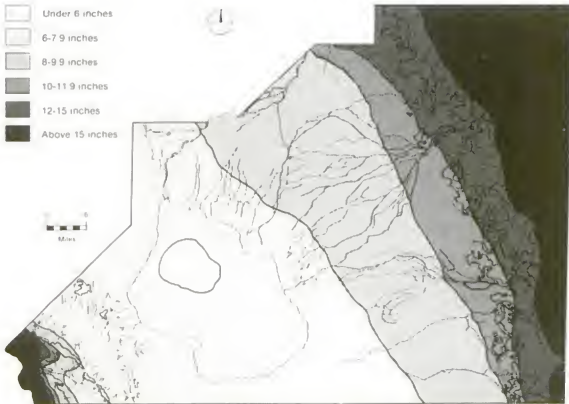 Under 6 inches
6-7 9 inches
8-9 9 inches
10-11 9 inches
12-15 inches
Above 15 inches
Miles